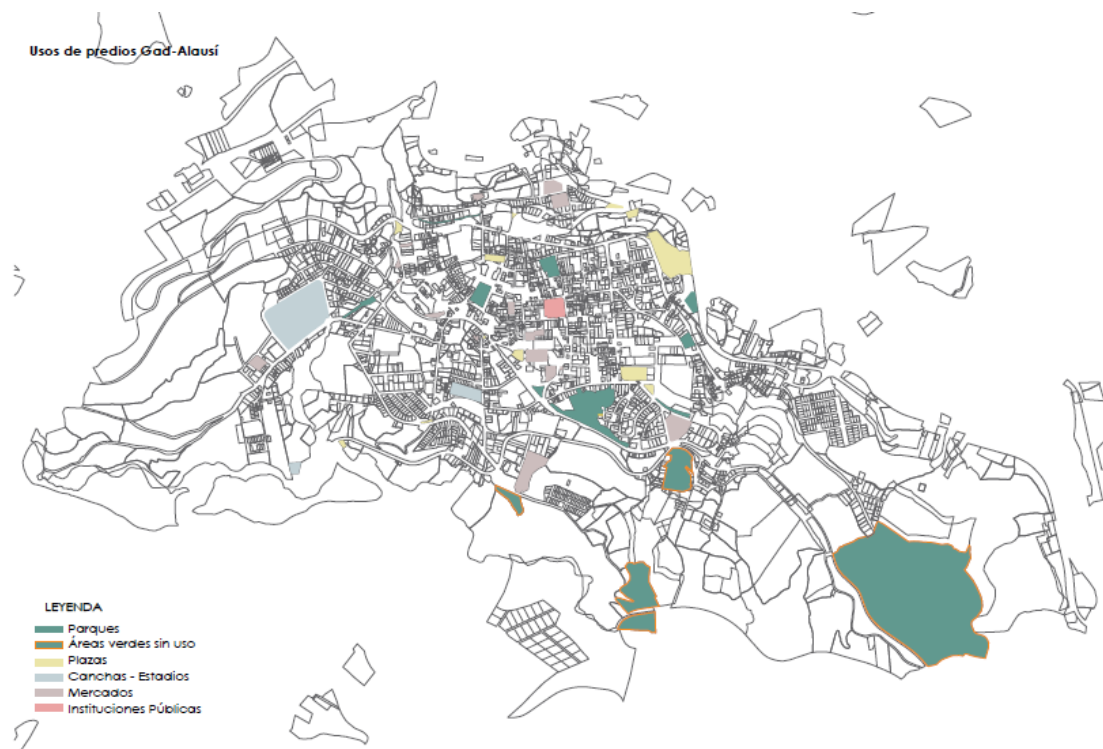 Usos de predios Gad-Alausí
LEYENDA
Parques
Áreas verdes sin uso
Plazas
Canchas - Estadios
Mercados
Instituciones Públicas